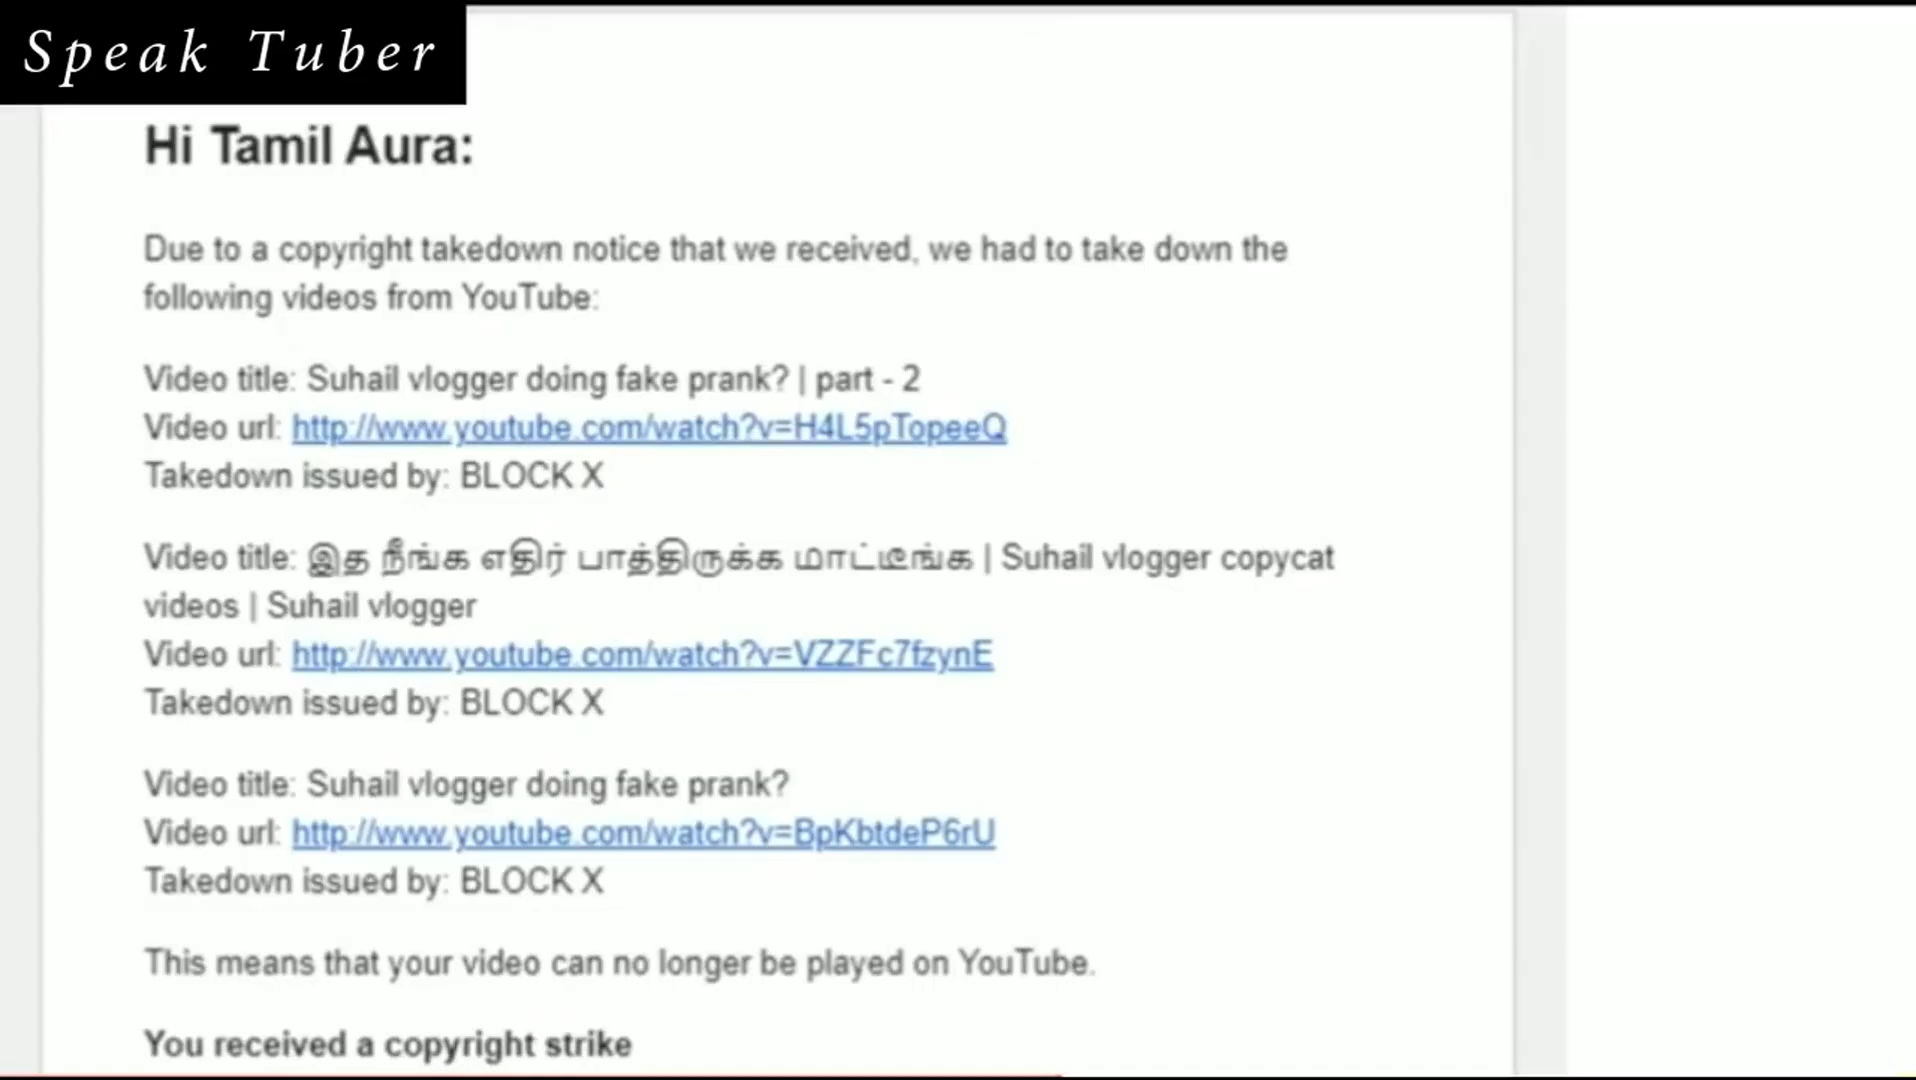 Speak Tuber
Hi Tamil Aura:
Due to a copyright takedown notice that we received, we had to take down the
following videos from YouTube:
Video title: Suhail vlogger doing fake prank? | part - 2
Video url: http://www.youtube.com/watch?v=H4L5pTopeeQ
Takedown issued by: BLOCK X
Video title: இத நீங்க எதிர் பாத்திருக்க மாட்டீங்க | Suhail vlogger copycat
videos | Suhail vlogger
Video url: http://www.youtube.com/watch?v=VZZFc7fzynE
Takedown issued by: BLOCK X
Video title: Suhail vlogger doing fake prank?
Video url: http://www.youtube.com/watch?v=BpKbtdeP6rU
Takedown issued by: BLOCK X
This means that your video can no longer be played on YouTube.
You received a copyright strike